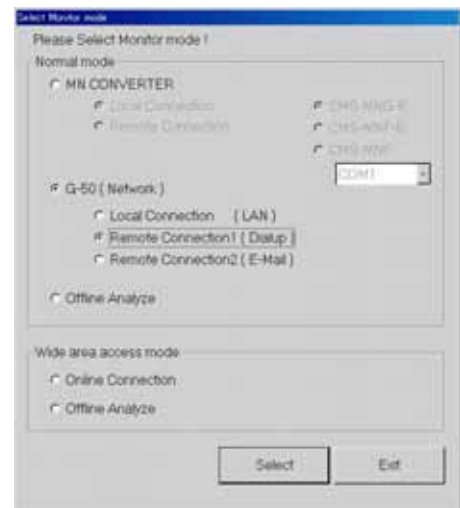 Select Monitor mode
Please Select Monitor mode !
Normal mode
MN CONVERTER
Local Connection
CMS-MNG-E
Remote Connection
CMS-MNF-E
CMS-MNF
COM1
G-50 ( Network )
Local Connection ( LAN )
Remote Connection1 ( Dialup )
Remote Connection2 ( E-Mail )
Offline Analyze
Wide area access mode
Online Connection
Offline Analyze
Select
Exit